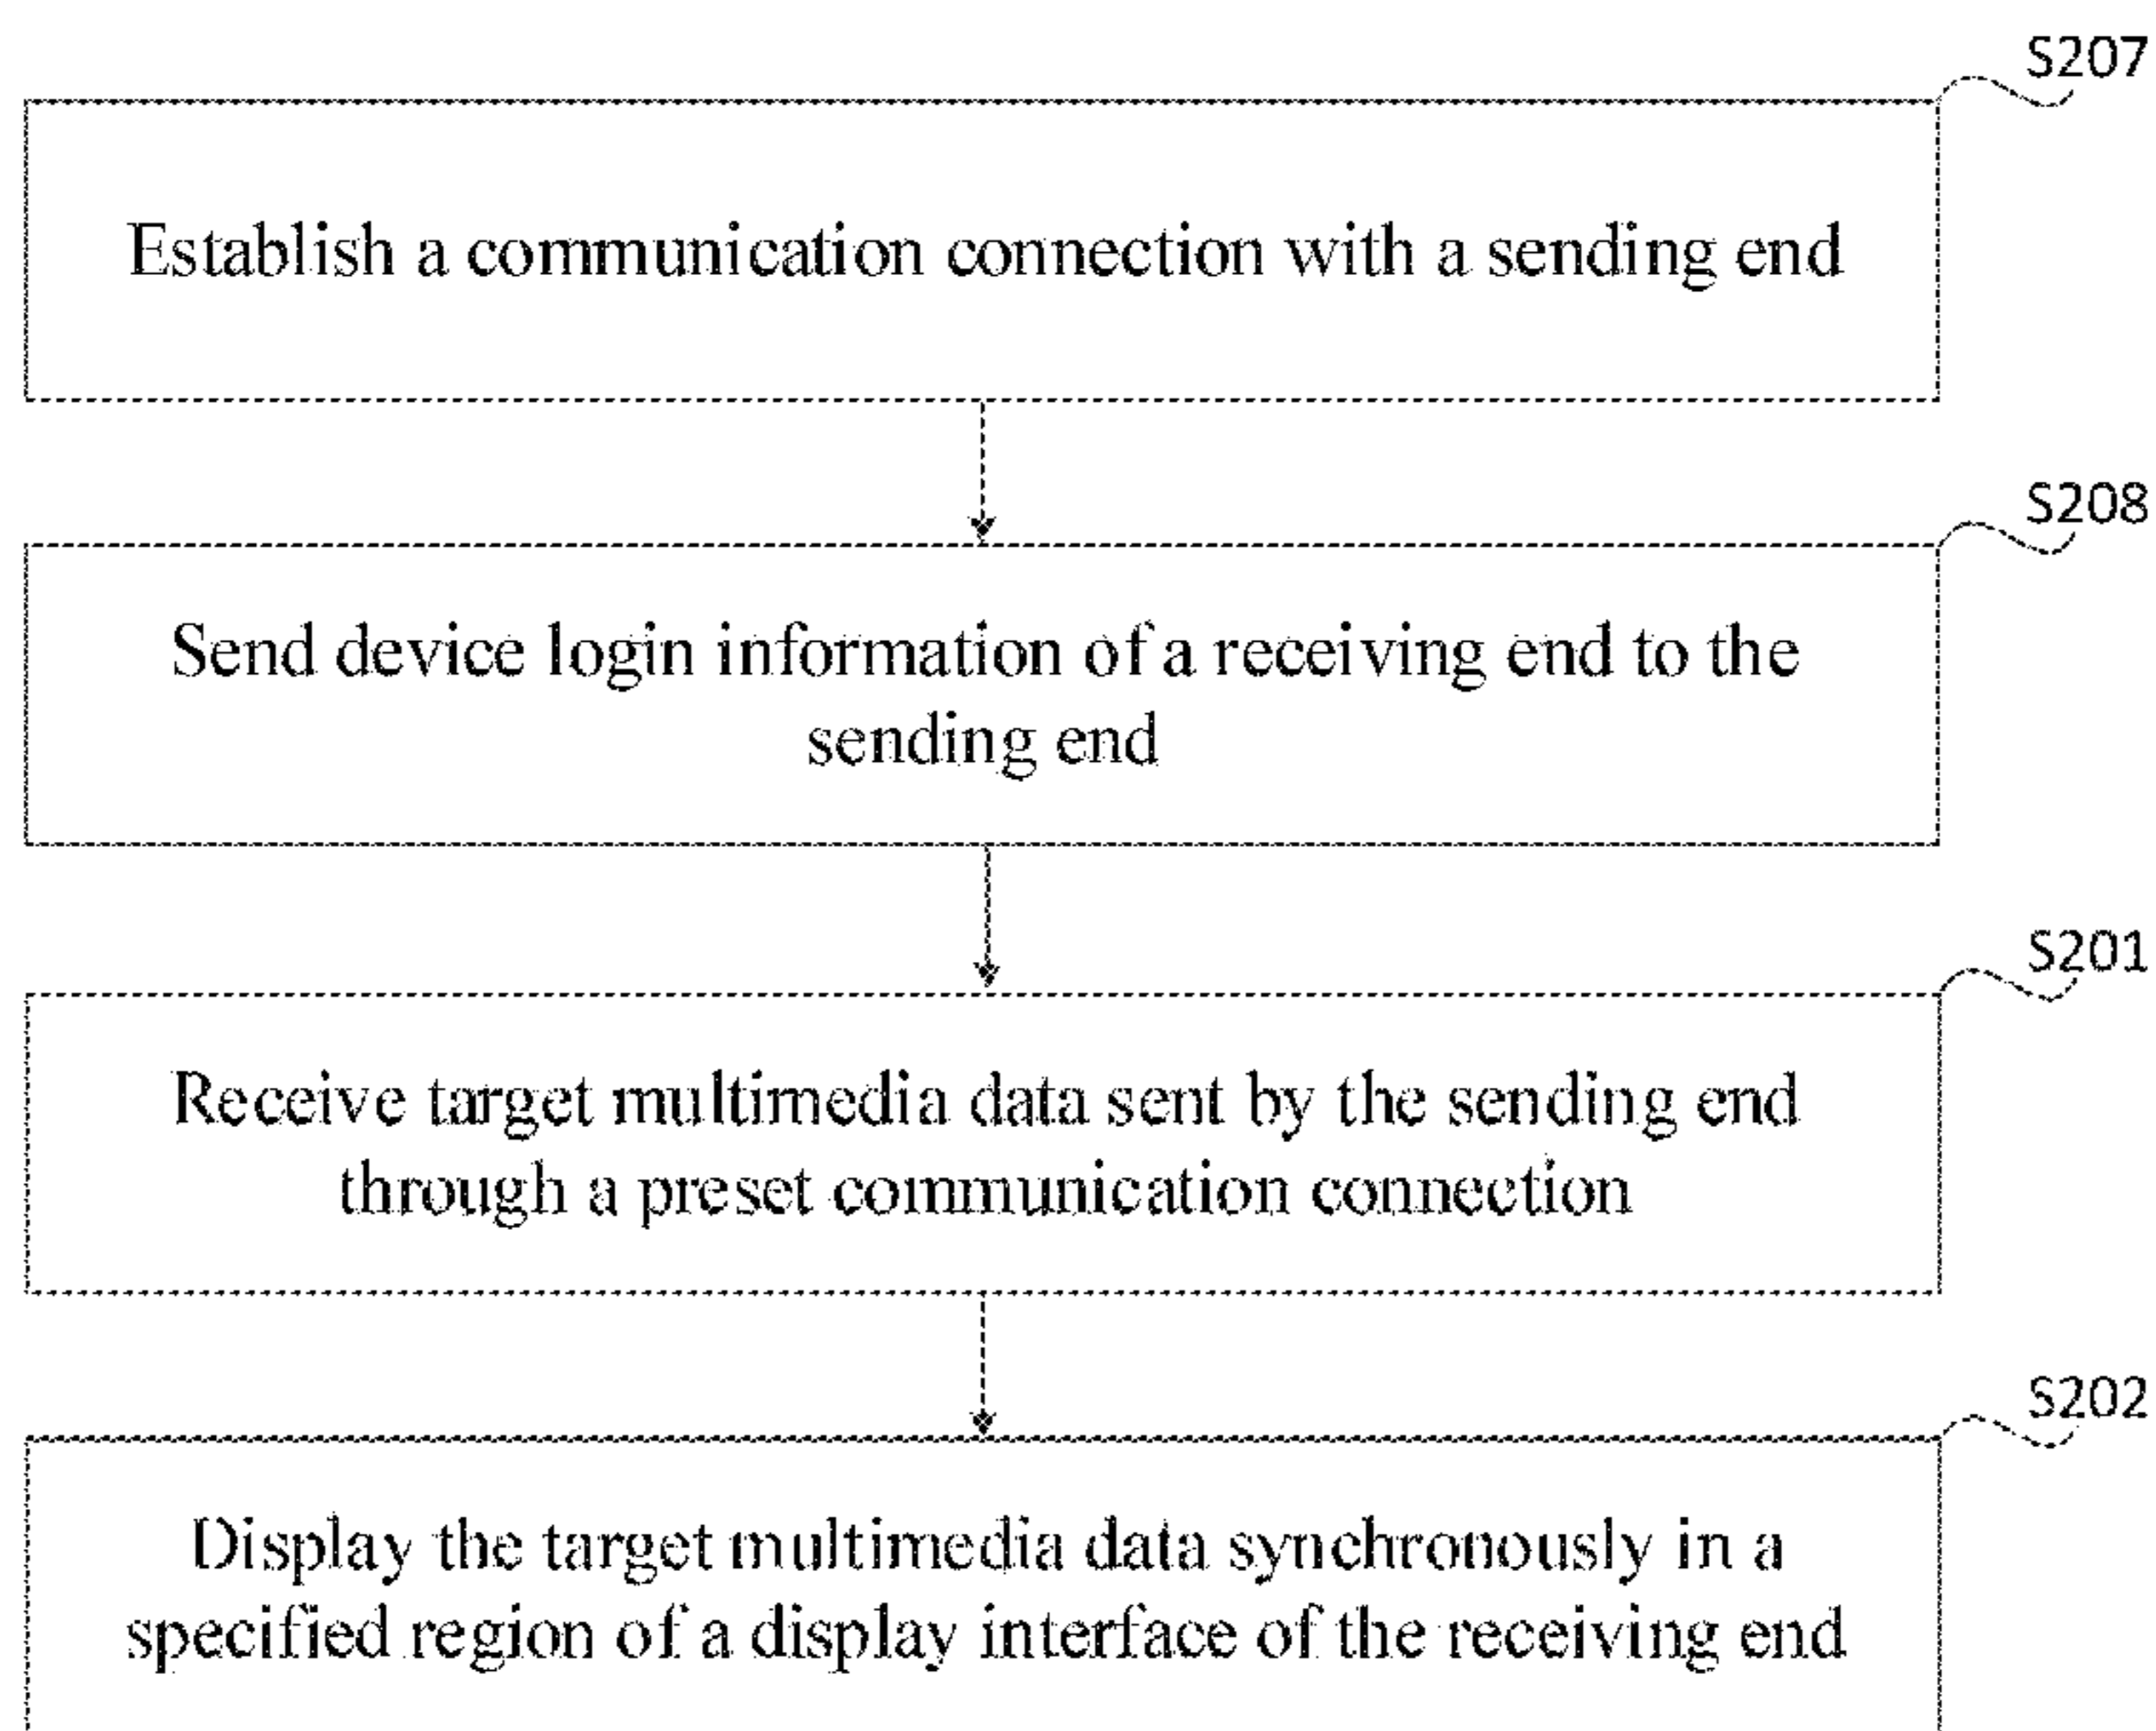 S207
Establish a communication connection with a sending end
S208
Send device login information of a receiving end to the
sending end
S201
Receive target multimedia data sent by the sending end
through a preset communication connection
S202
Display the target multimedia data synchronously in a
specified region of a display interface of the receiving end